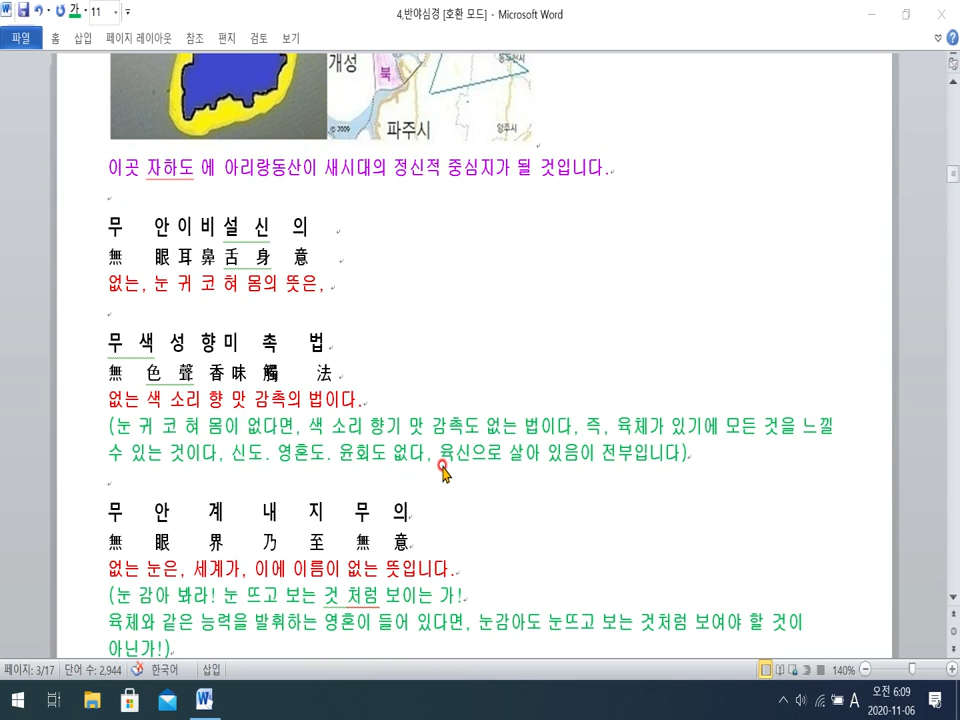 가 11
4,반야심경 [호환 모드] - Microsoft Word
파일 홈 삽입 페이지 레이아웃 참조 편지 검토 보기
개성
북
© 2009
파주시
이곳 자하도 에 아리랑동산이 새시대의 정신적 중심지가 될 것입니다.
무 안 이 비 설 신 의
無 眼 耳 鼻 舌 身 意
없는, 눈 귀 코 혀 몸의 뜻은,
무 색 성 향 미 촉 법
無 色 聲 香 味 觸 法
없는 색 소리 향 맛 감촉의 법이다.
(눈 귀 코 혀 몸이 없다면, 색 소리 향기 맛 감촉도 없는 법이다, 즉, 육체가 있기에 모든 것을 느낄
수 있는 것이다, 신도. 영혼도. 윤회도 없다, 육신으로 살아 있음이 전부입니다)
무 안 계 내 지 무 의
無 眼 界 乃 至 無 意
없는 눈은, 세계가, 이에 이름이 없는 뜻입니다.
(눈 감아 봐라! 눈 뜨고 보는 것 처럼 보이는 가!
육체와 같은 능력을 발휘하는 영혼이 들어 있다면, 눈감아도 눈뜨고 보는 것처럼 보여야 할 것이
아닌가!)
페이지: 3/17 단어 수: 2,944 한국어 삽입 140%
A 오전 6:09
2020-11-06